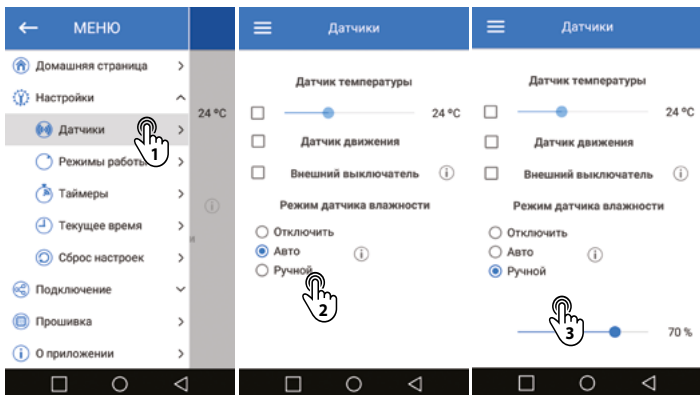 МЕНЮ
Домашняя страница
Настройки
24 °C
Датчики
1
Режимы работы
Таймеры
Текущее время
и
Сброс настроек
Подключение
Прошивка
О приложении
Датчики
Датчик температуры
24 °C
Датчик движения
Внешний выключатель
Режим датчика влажности
Отключить
Авто
Ручной
2
Датчики
Датчик температуры
24 °C
Датчик движения
Внешний выключатель
Режим датчика влажности
Отключить
Авто
Ручной
3
70 %